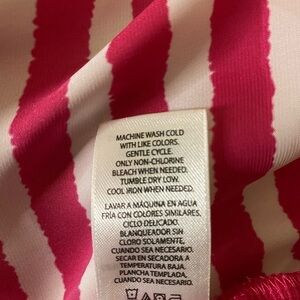 MACHINE WASH COLD
WITH LIKE COLORS.
GENTLE CYCLE.
ONLY NON-CHLORINE
BLEACH WHEN NEEDED.
TUMBLE DRY LOW.
COOL IRON WHEN NEEDED.
LAVAR A MÁQUINA EN AGUA
FRÍA CON COLORES SIMILARES.
CICLO DELICADO.
BLANQUEADOR SIN
CLORO SOLAMENTE,
CUANDO SEA NECESARIO.
SECAR EN SECADORA A
TEMPERATURA BAJA.
PLANCHA TEMPLADA,
CUANDO SEA NECESARIO.